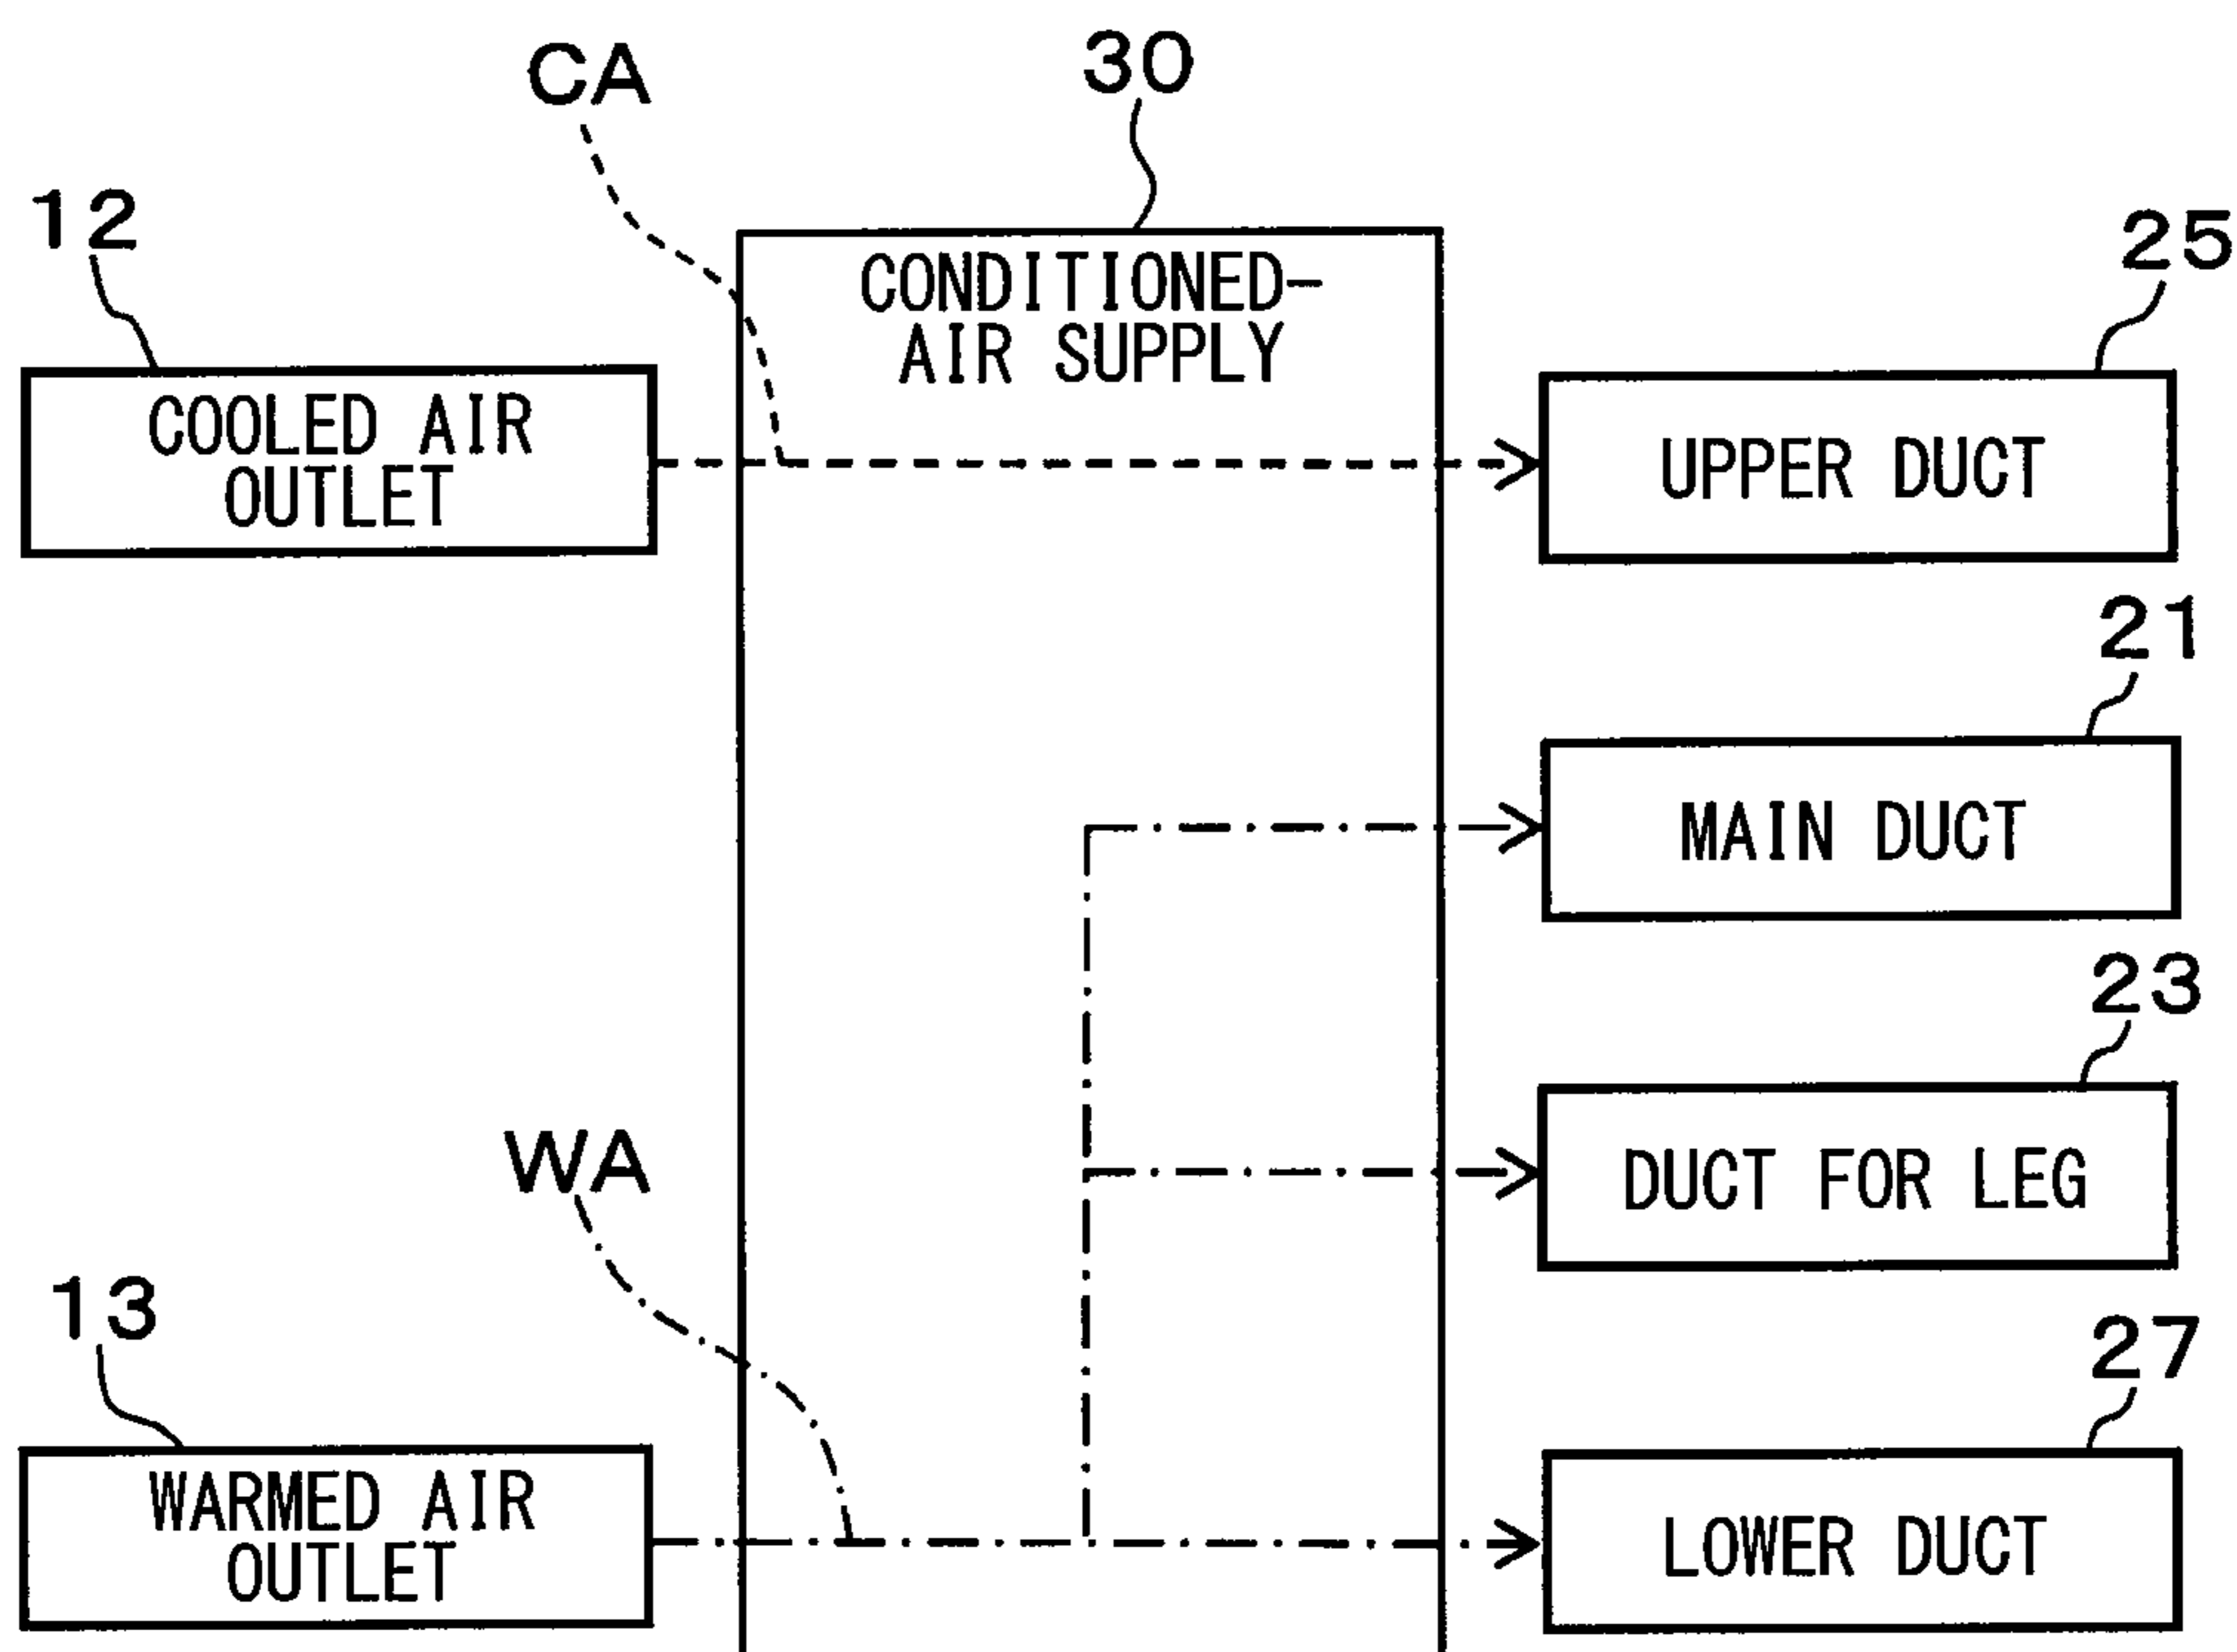 CA
30
12
CONDITIONED-
AIR SUPPLY
25
COOLED AIR
OUTLET
UPPER DUCT
21
MAIN DUCT
23
DUCT FOR LEG
WA
13
27
WARMED AIR
OUTLET
LOWER DUCT